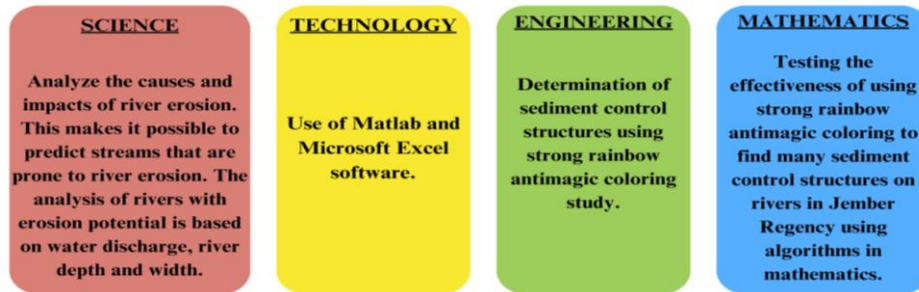 SCIENCE
Analyze the causes and
impacts of river erosion.
This makes it possible to
predict streams that are
prone to river erosion. The
analysis of rivers with
erosion potential is based
on water discharge, river
depth and width.
TECHNOLOGY
Use of Matlab and
Microsoft Excel
software.
ENGINEERING
Determination of
sediment control
structures using
strong rainbow
antimagic coloring
study.
MATHEMATICS
Testing the
effectiveness of using
strong rainbow
antimagic coloring to
find many sediment
control structures on
rivers in Jember
Regency using
algorithms in
mathematics.